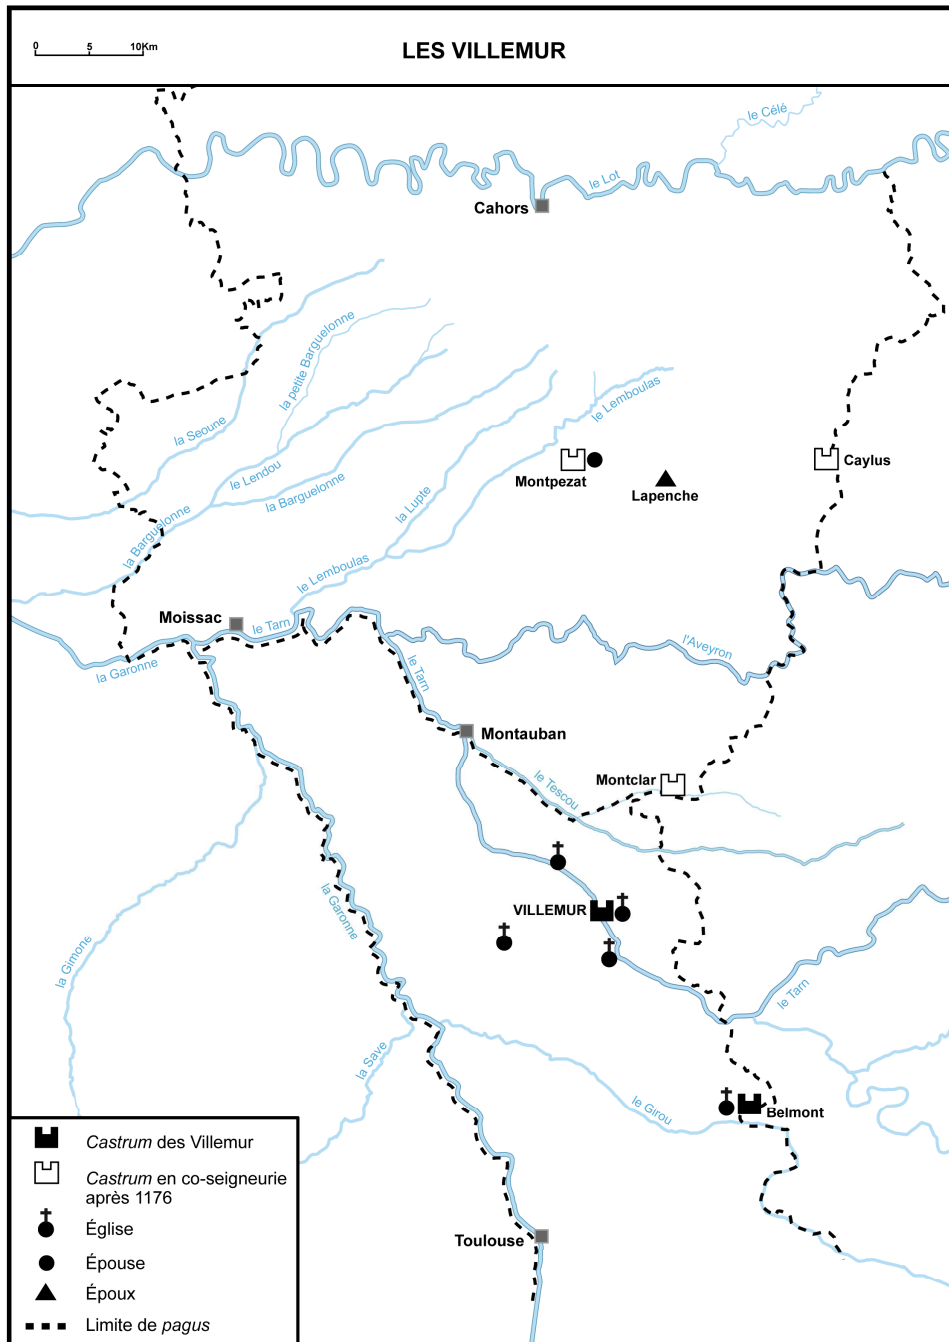 0 5 10Km
LES VILLEMUR
le Célé
le Lot
Cahors
la petite Barguelonne
la Seoune
le Lendou
la Barguelonne
la Barguelonne
la Lupte
le Lemboulas
le Lemboulas
Montpezat
Lapenche
Caylus
Moissac
le Tarn
la Garonne
l'Aveyron
le Tarn
Montauban
Montclar
le Tescou
VILLEMUR
la Garonne
la Gimone
le Tarn
la Save
le Girou
Belmont
Toulouse
Castrum des Villemur
Castrum en co-seigneurie
après 1176
Église
Épouse
Époux
Limite de pagus